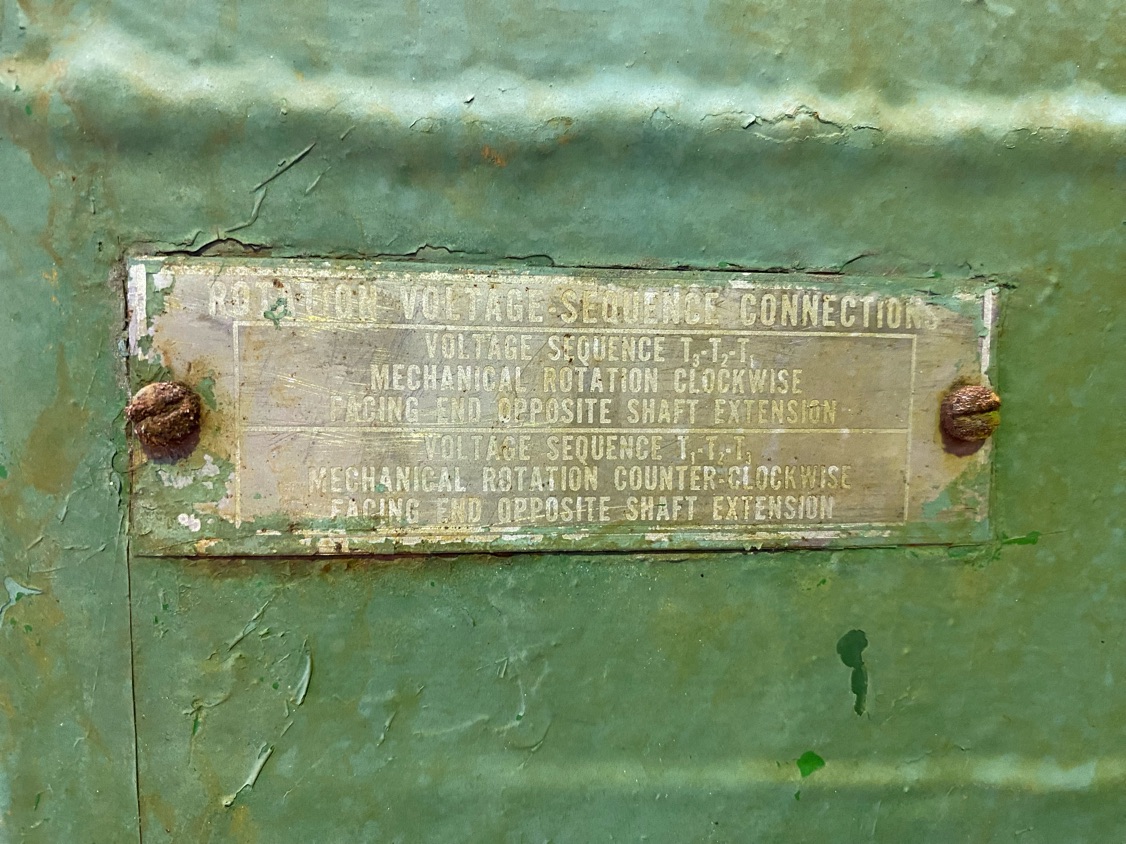 ROTATION VOLTAGE SEQUENCE CONNECTIONS
VOLTAGE SEQUENCE T₃-T₂-T₁
MECHANICAL ROTATION CLOCKWISE
FACING END OPPOSITE SHAFT EXTENSION
VOLTAGE SEQUENCE T₁-T₂-T₃
MECHANICAL ROTATION COUNTER-CLOCKWISE
FACING END OPPOSITE SHAFT EXTENSION